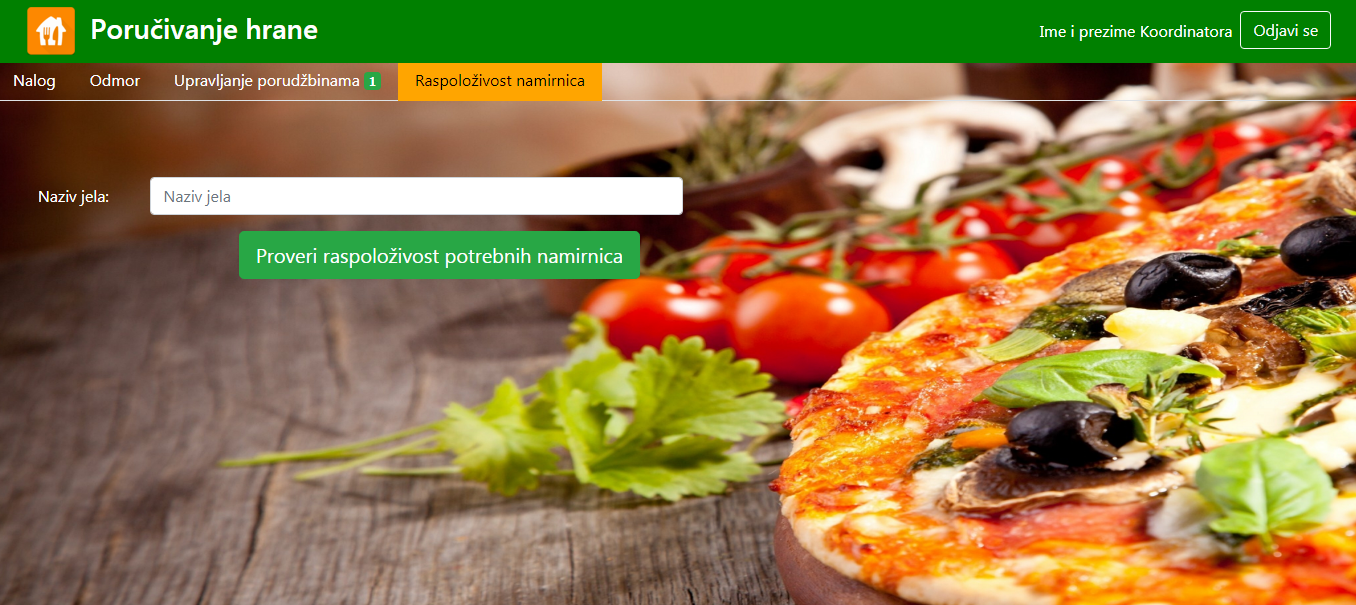 Poručivanje hrane
Ime i prezime Koordinatora
Odjavi se
Nalog
Odmor
Upravljanje porudžbinama 1
Raspoloživost namirnica
Naziv jela:
Naziv jela
Proveri raspoloživost potrebnih namirnica